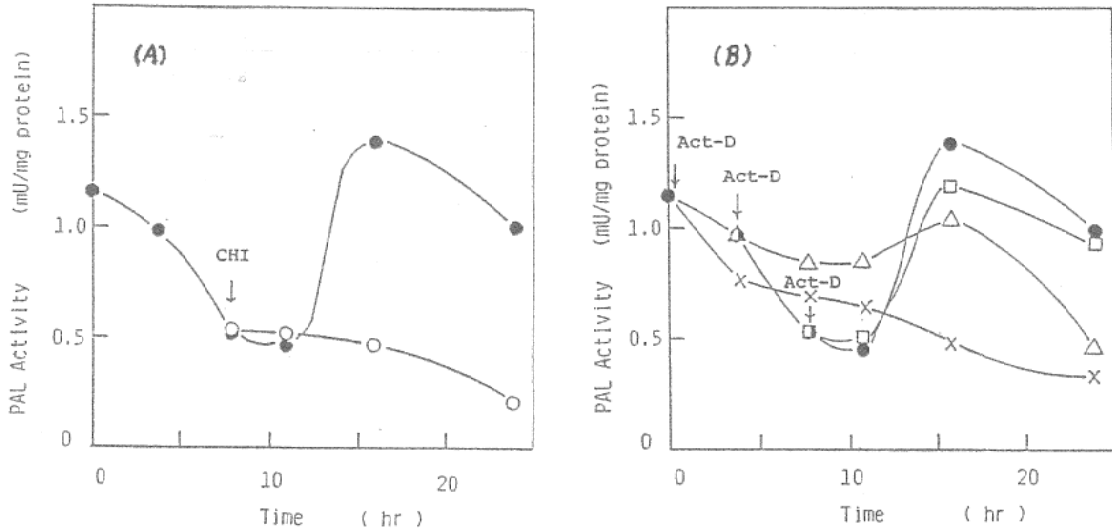 (A)
PAL Activity (mU/mg protein)
1.5
1.0
0.5
0
CHI
0 10 20
Time ( hr )
(B)
PAL Activity (mU/mg protein)
1.5
1.0
0.5
0
Act-D
Act-D
Act-D
0 10 20
Time ( hr )